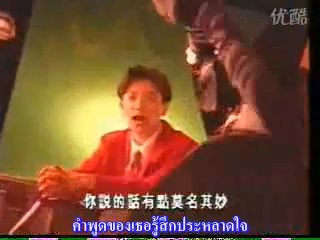 优酷
你說的話有點莫名其妙
คำพูดของเธอรู้สึกประหลาดใจ